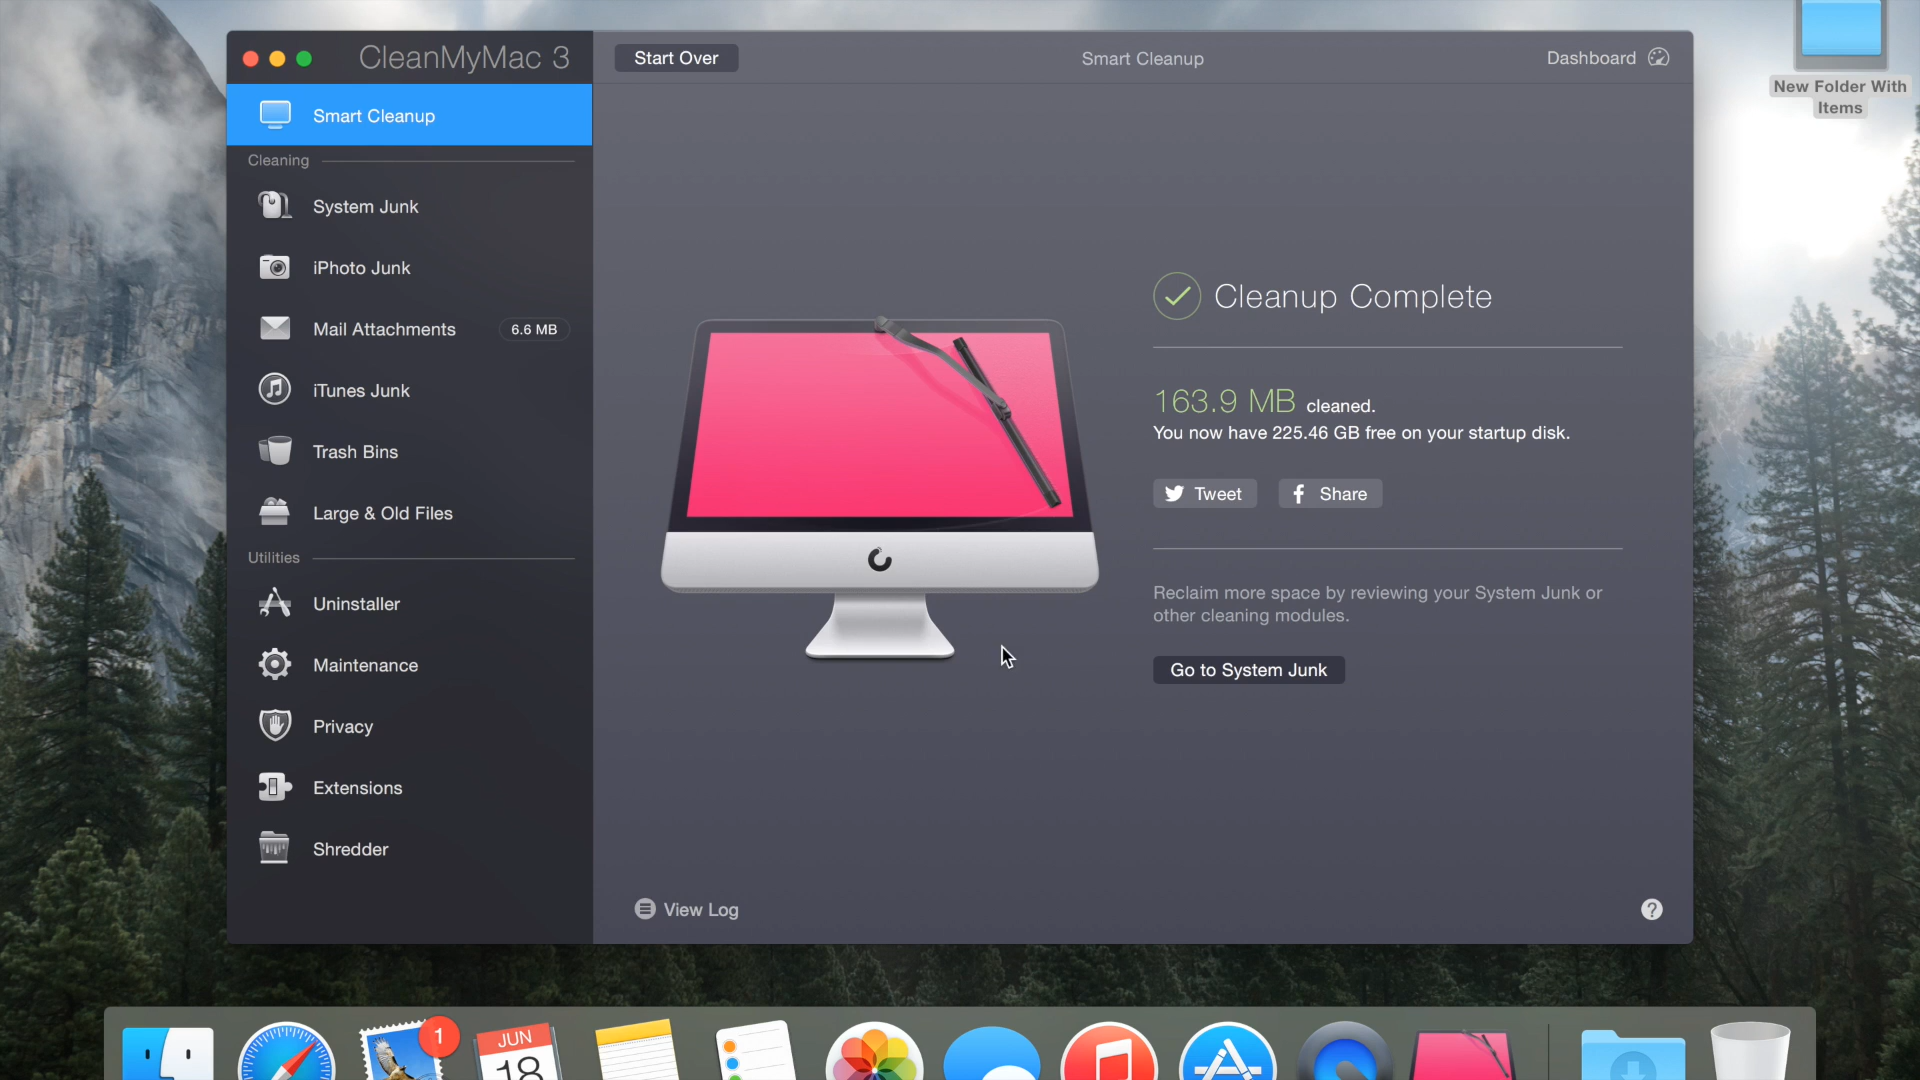 CleanMyMac 3
Start Over
Smart Cleanup
Dashboard
New Folder With
Items
Smart Cleanup
Cleaning
System Junk
iPhoto Junk
Mail Attachments 6.6 MB
iTunes Junk
Trash Bins
Large & Old Files
Utilities
Uninstaller
Maintenance
Privacy
Extensions
Shredder
Cleanup Complete
163.9 MB cleaned.
You now have 225.46 GB free on your startup disk.
Tweet
Share
Reclaim more space by reviewing your System Junk or
other cleaning modules.
Go to System Junk
View Log
?
1
JUN
18